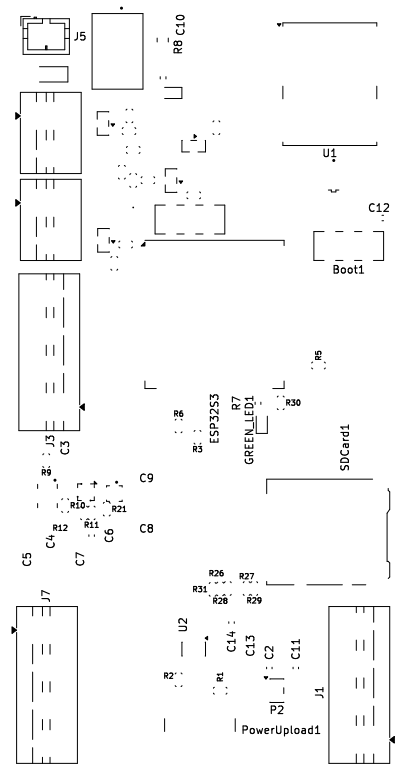 C10
J5
R8
U1
C12
Boot1
R5
R30
R7
GREEN_LED1
ESP32S3
R6
R3
SDCard1
J3
C3
R9
C9
R10
R21
R12
R11
C6
C8
C4
C5
C7
R26
R27
R31
R28
R29
J7
U2
C14
C13
C2
C11
R2
R1
J1
P2
PowerUpload1